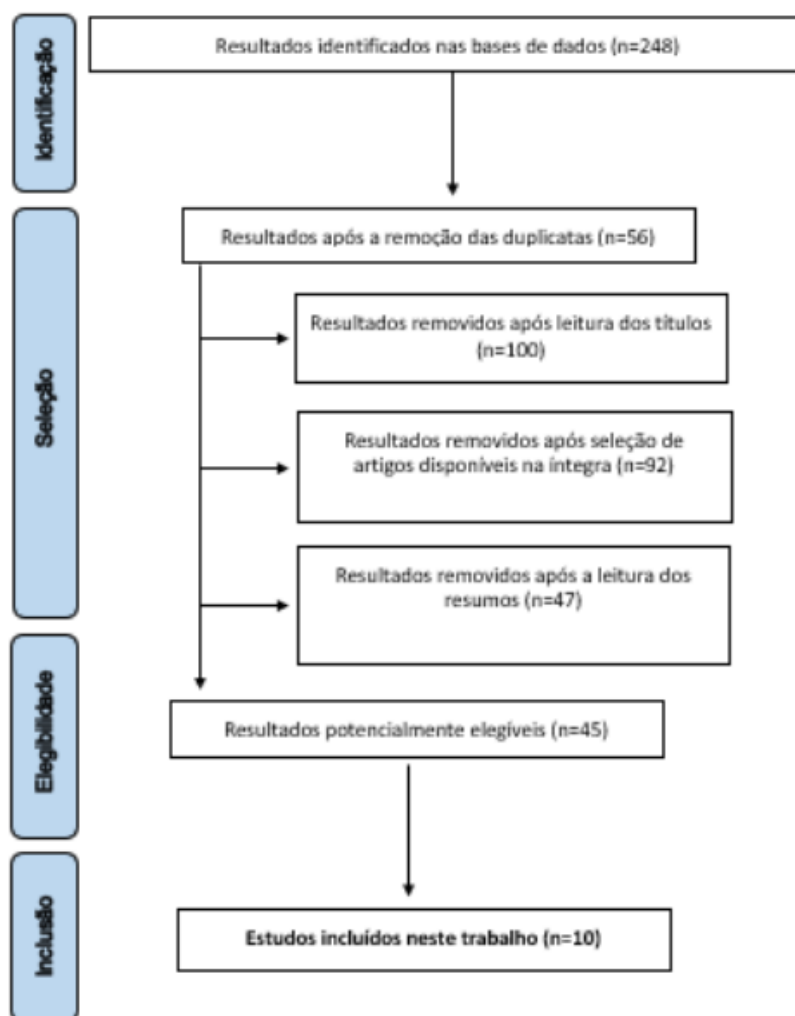 Identificação
Resultados identificados nas bases de dados (n=248)
Seleção
Resultados após a remoção das duplicatas (n=56)
Resultados removidos após leitura dos títulos
(n=100)
Resultados removidos após seleção de
artigos disponíveis na íntegra (n=92)
Resultados removidos após a leitura dos
resumos (n=47)
Elegibilidade
Resultados potencialmente elegíveis (n=45)
Inclusão
Estudos incluídos neste trabalho (n=10)